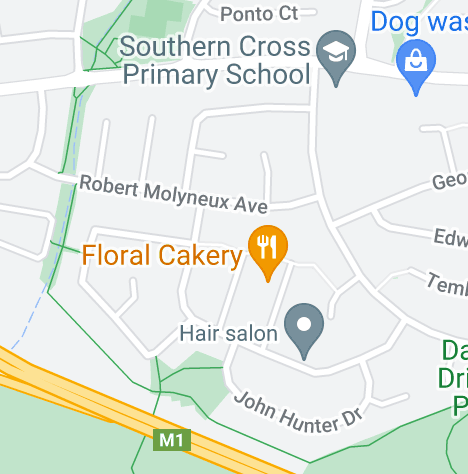 Ponto Ct
Dog was
Southern Cross
Primary School
Geo
Robert Molyneux Ave
Edw
Floral Cakery
Temb
Hair salon
Da
Dri
P
John Hunter Dr
M1